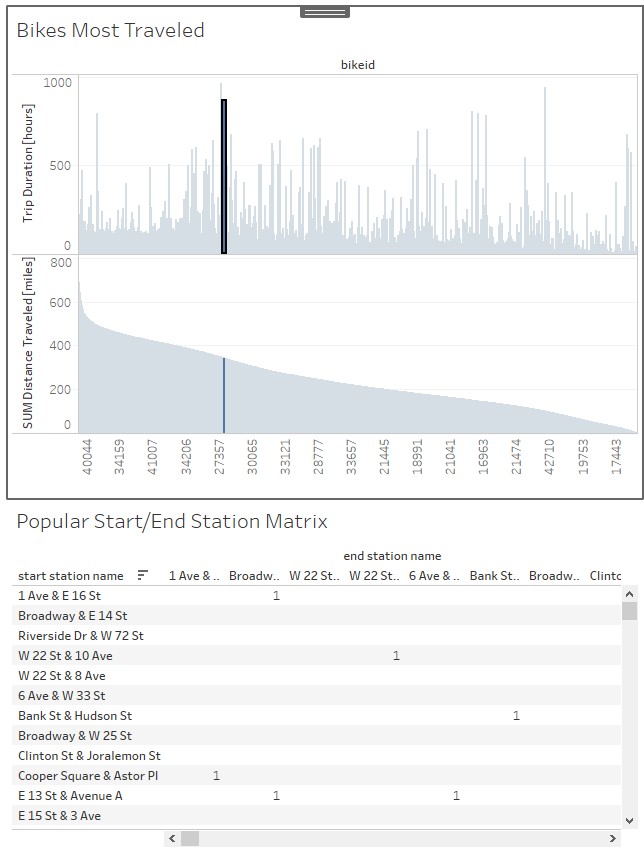 Bikes Most Traveled
bikeid
Trip Duration [hours]
1000
500
0
SUM Distance Traveled [miles]
800
600
400
200
0
40044 34159 41007 34206 27357 30065 33121 28777 33657 21445 18991 21041 16963 21474 42710 19753 17443
Popular Start/End Station Matrix
end station name
start station name 1 Ave & .. Broadw.. W 22 St.. W 22 St.. 6 Ave & .. Bank St.. Broadw.. Clintc
1 Ave & E 16 St 1
Broadway & E 14 St
Riverside Dr & W 72 St
W 22 St & 10 Ave 1
W 22 St & 8 Ave
6 Ave & W 33 St
Bank St & Hudson St 1
Broadway & W 25 St
Clinton St & Joralemon St
Cooper Square & Astor Pl 1
E 13 St & Avenue A 1 1
E 15 St & 3 Ave